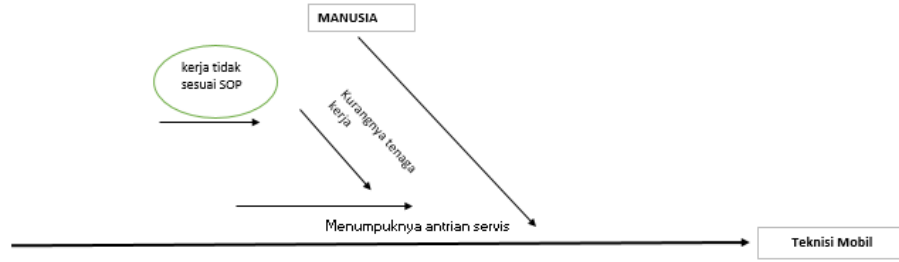 MANUSIA
kerja tidak
sesuai SOP
Kurangnya tenaga
kerja
Menumpuknya antrian servis
Teknisi Mobil